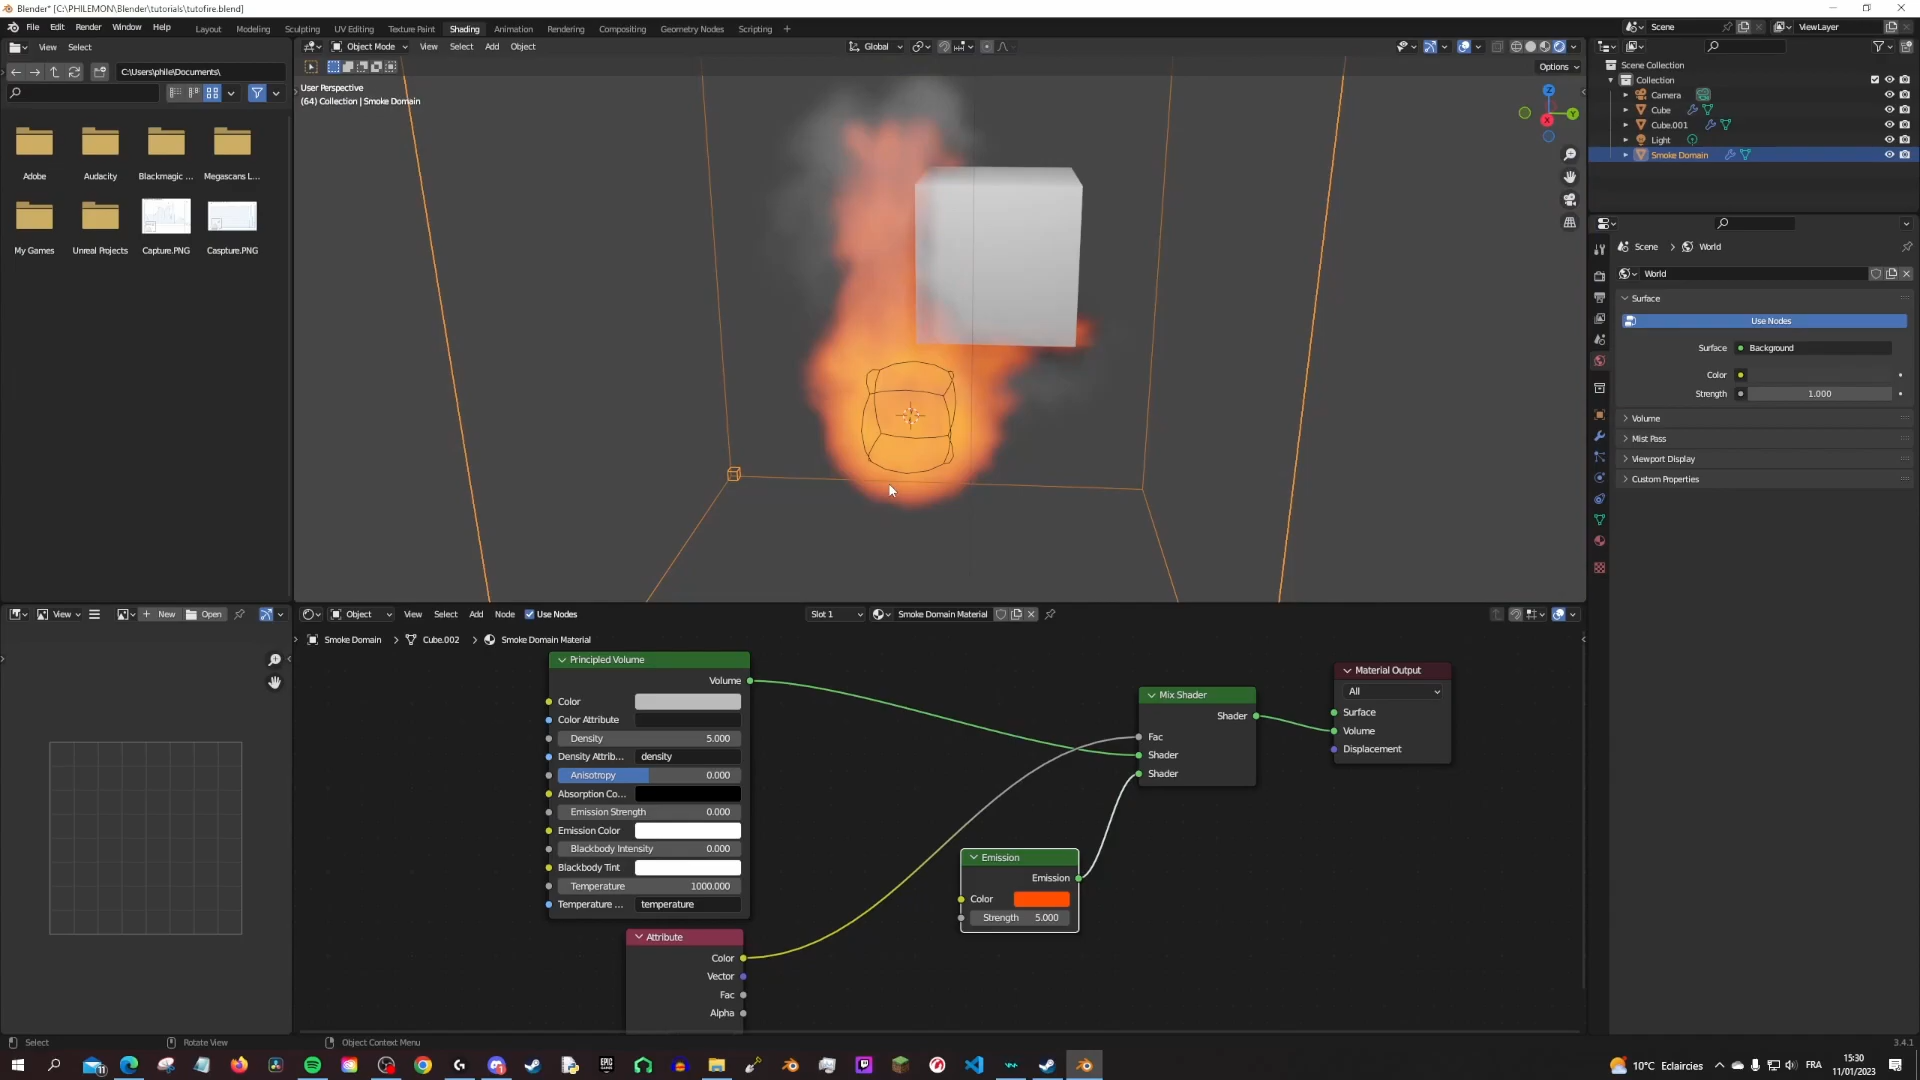 Blender* [C:\PHILEMON\Blender\tutorials\tutofire.blend]
File Edit Render Window Help Layout Modeling Sculpting UV Editing Texture Paint Shading Animation Rendering Compositing Geometry Nodes Scripting + Scene ViewLayer
View Select Object Mode View Select Add Object Global
C:\Users\phile\Documents\ Options
Adobe Audacity Blackmagic ... Megascans L...
My Games Unreal Projects Capture.PNG Caspture.PNG
User Perspective
(64) Collection | Smoke Domain
Z
Y
X
Scene Collection
Collection
Camera
Cube
Cube.001
Light
Smoke Domain
Scene > World
World
Surface
Use Nodes
Surface Background
Color
Strength 1.000
Volume
Mist Pass
Viewport Display
Custom Properties
View New Open Object View Select Add Node Use Nodes Slot 1 Smoke Domain Material
Smoke Domain > Cube.002 > Smoke Domain Material
Principled Volume
Volume
Color
Color Attribute
Density 5.000
Density Attrib... density
Anisotropy 0.000
Absorption Co...
Emission Strength 0.000
Emission Color
Blackbody Intensity 0.000
Blackbody Tint
Temperature 1000.000
Temperature ... temperature
Attribute
Color
Vector
Fac
Alpha
Emission
Emission
Color
Strength 5.000
Mix Shader
Shader
Fac
Shader
Shader
Material Output
All
Surface
Volume
Displacement
Select Rotate View Object Context Menu 3.4.1
11 EPIC GAMES 10°C Eclaircies FRA 15:30
11/01/2023